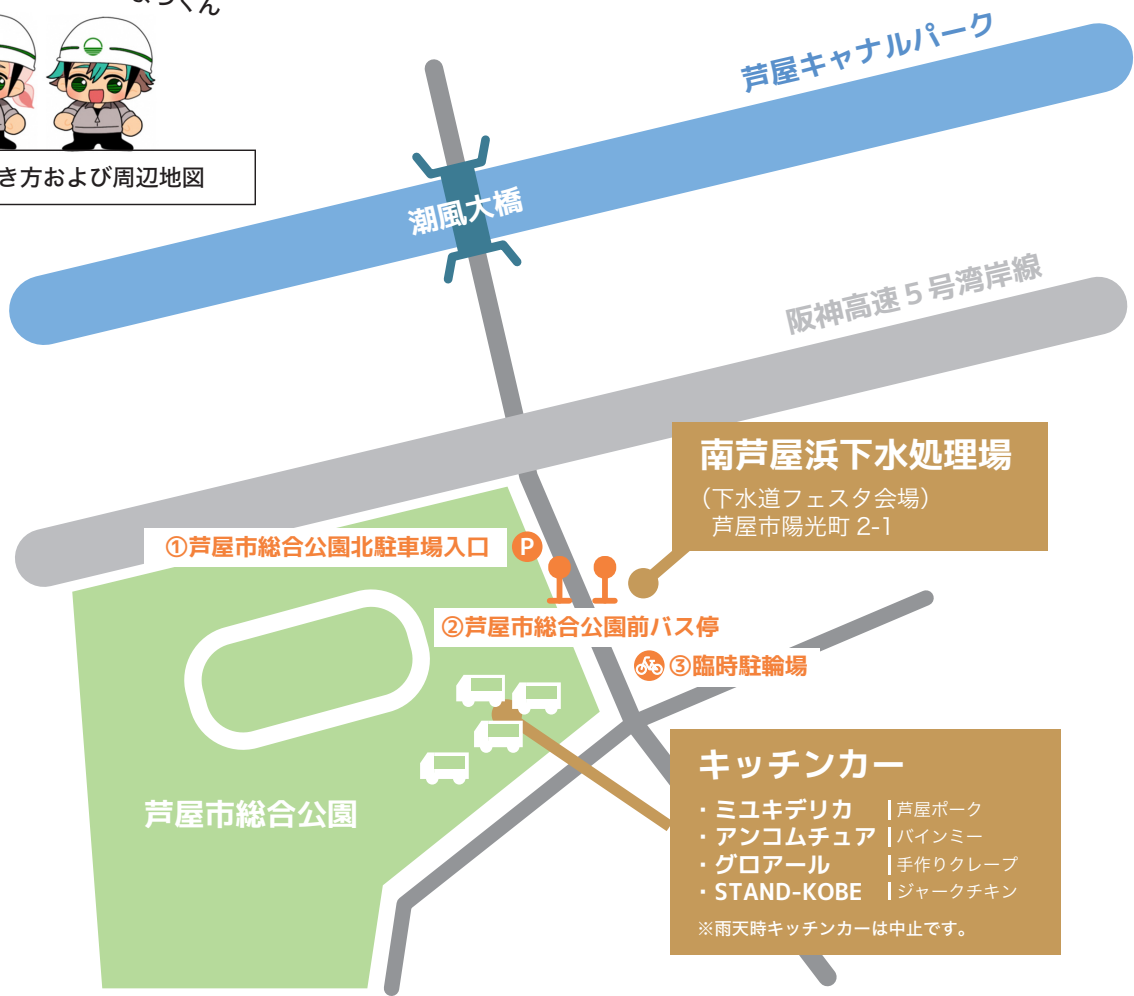 くん
き方および周辺地図
芦屋キャナルパーク
潮風大橋
阪神高速5号湾岸線
南芦屋浜下水処理場
（下水道フェスタ会場）
芦屋市陽光町 2-1
①芦屋市総合公園北駐車場入口
P
②芦屋市総合公園前バス停
③臨時駐輪場
芦屋市総合公園
キッチンカー
・ミユキデリカ | 芦屋ポーク
・アンコムチュア | バインミー
・グロアール | 手作りクレープ
・STAND-KOBE | ジャークチキン
※雨天時キッチンカーは中止です。